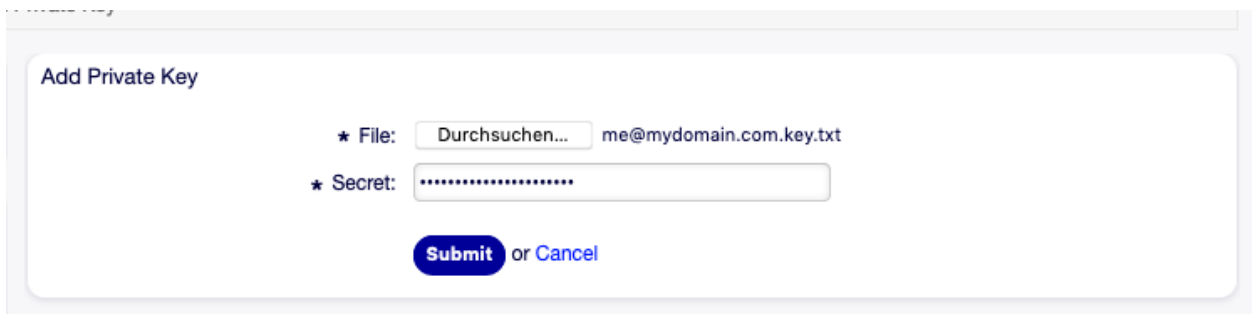 Add Private Key
* File: Durchsuchen... me@mydomain.com.key.txt
* Secret: ••••••••••••••••••••••
Submit or Cancel